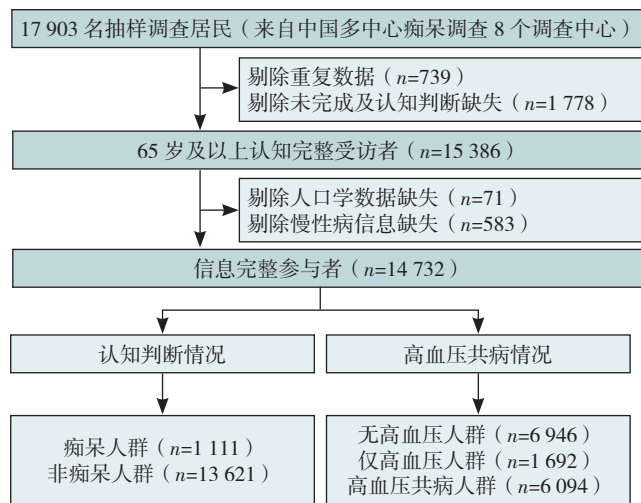 17 903 名抽样调查居民（来自中国多中心痴呆调查 8 个调查中心）
剔除重复数据（n=739）
剔除未完成及认知判断缺失（n=1 778）
65 岁及以上认知完整受访者（n=15 386）
剔除人口学数据缺失（n=71）
剔除慢性病信息缺失（n=583）
信息完整参与者（n=14 732）
认知判断情况
高血压共病情况
痴呆人群（n=1 111）
非痴呆人群（n=13 621）
无高血压人群（n=6 946）
仅高血压人群（n=1 692）
高血压共病人群（n=6 094）